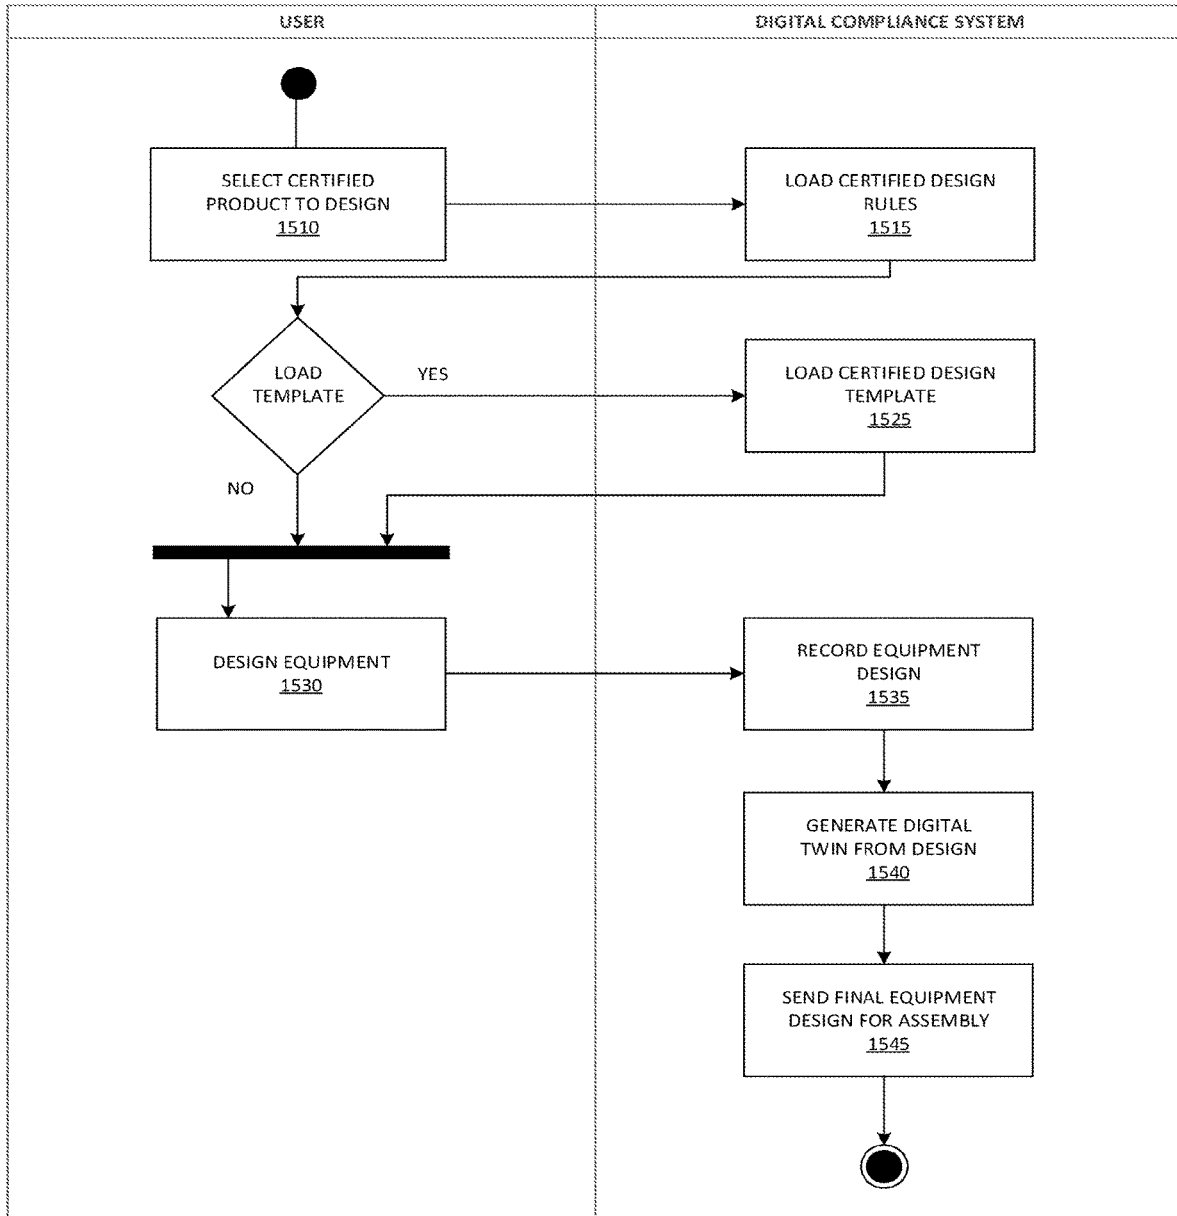 USER
DIGITAL COMPLIANCE SYSTEM
SELECT CERTIFIED
PRODUCT TO DESIGN
1510
LOAD CERTIFIED DESIGN
RULES
1515
LOAD
TEMPLATE
YES
LOAD CERTIFIED DESIGN
TEMPLATE
1525
NO
DESIGN EQUIPMENT
1530
RECORD EQUIPMENT
DESIGN
1535
GENERATE DIGITAL
TWIN FROM DESIGN
1540
SEND FINAL EQUIPMENT
DESIGN FOR ASSEMBLY
1545